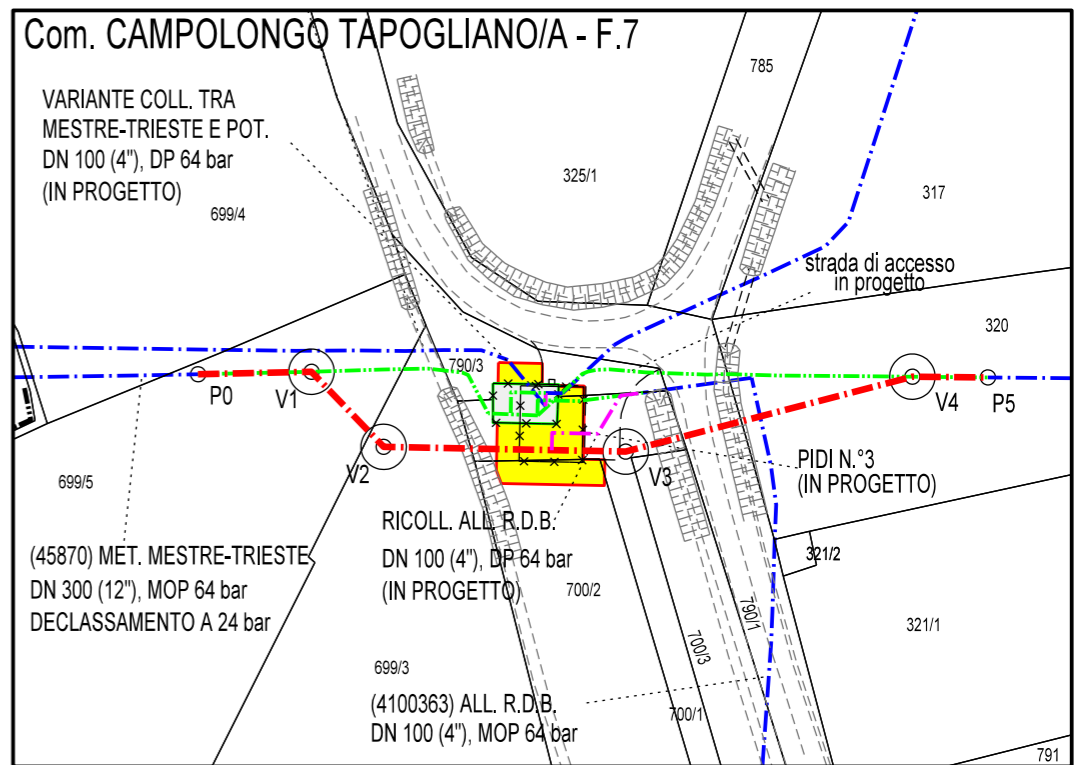 Com. CAMPOLONGO TAPOGLIANO/A - F.7
785
VARIANTE COLL. TRA
MESTRE-TRIESTE E POT.
DN 100 (4"), DP 64 bar
(IN PROGETTO)
325/1
317
699/4
strada di accesso
in progetto
320
790/3
P0
V1
V4
P5
V2
V3
PIDI N.°3
(IN PROGETTO)
699/5
(45870) MET. MESTRE-TRIESTE
DN 300 (12"), MOP 64 bar
DECLASSAMENTO A 24 bar
RICOLL. ALL. R.D.B.
DN 100 (4"), DP 64 bar
(IN PROGETTO)
700/2
321/2
790/1
321/1
700/3
699/3
(4100363) ALL. R.D.B.
DN 100 (4"), MOP 64 bar
700/1
791